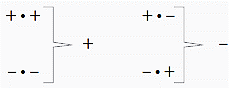 + • +
+
− • −
+ • −
−
− • +